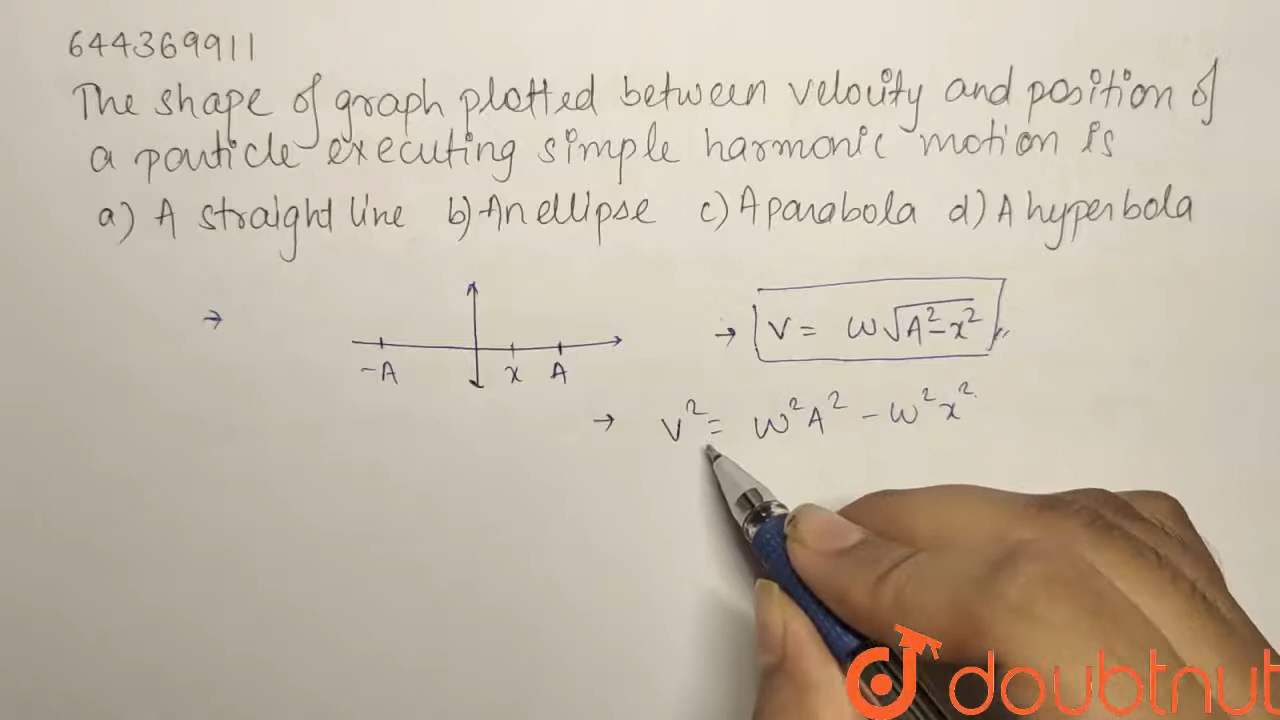 644369911
The shape of graph plotted between velocity and position of
a particle executing simple harmonic motion is
a) A straight line b) An ellipse c) A parabola d) A hyperbola
→ → V = ω√A²-x²
-A x A
→ V² = ω²A² - ω²x²
doubtnut